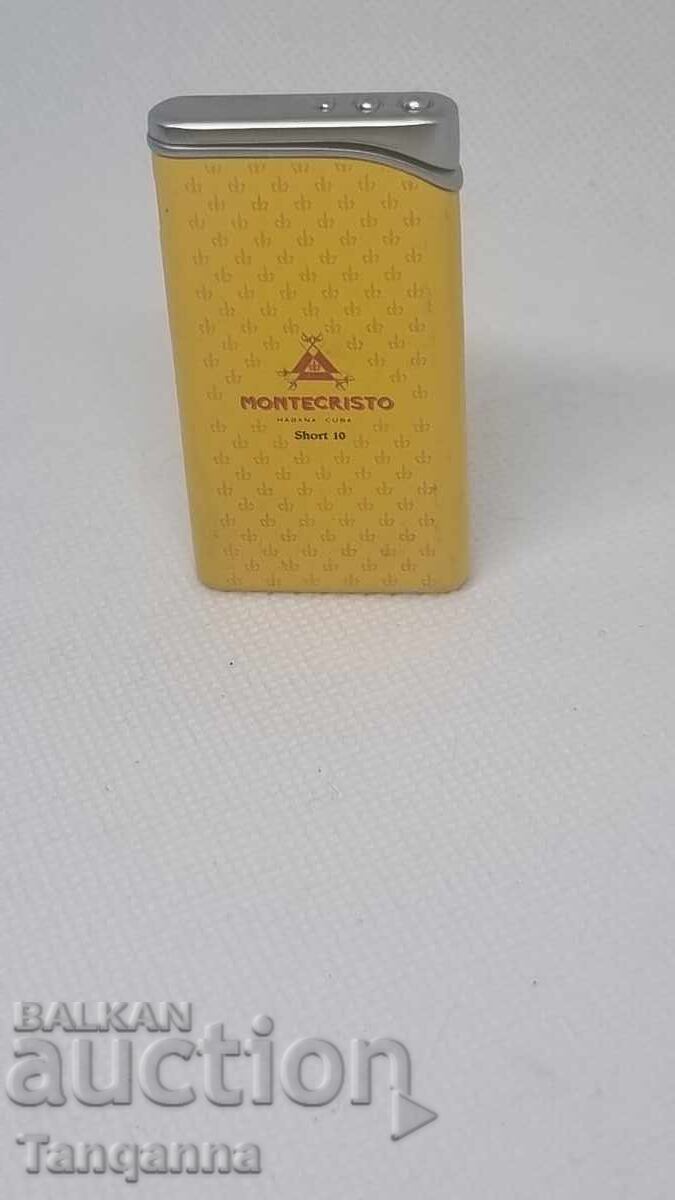 MONTECRISTO
HABANA CUBA
Short 10
BALKAN
auction
Tanganna